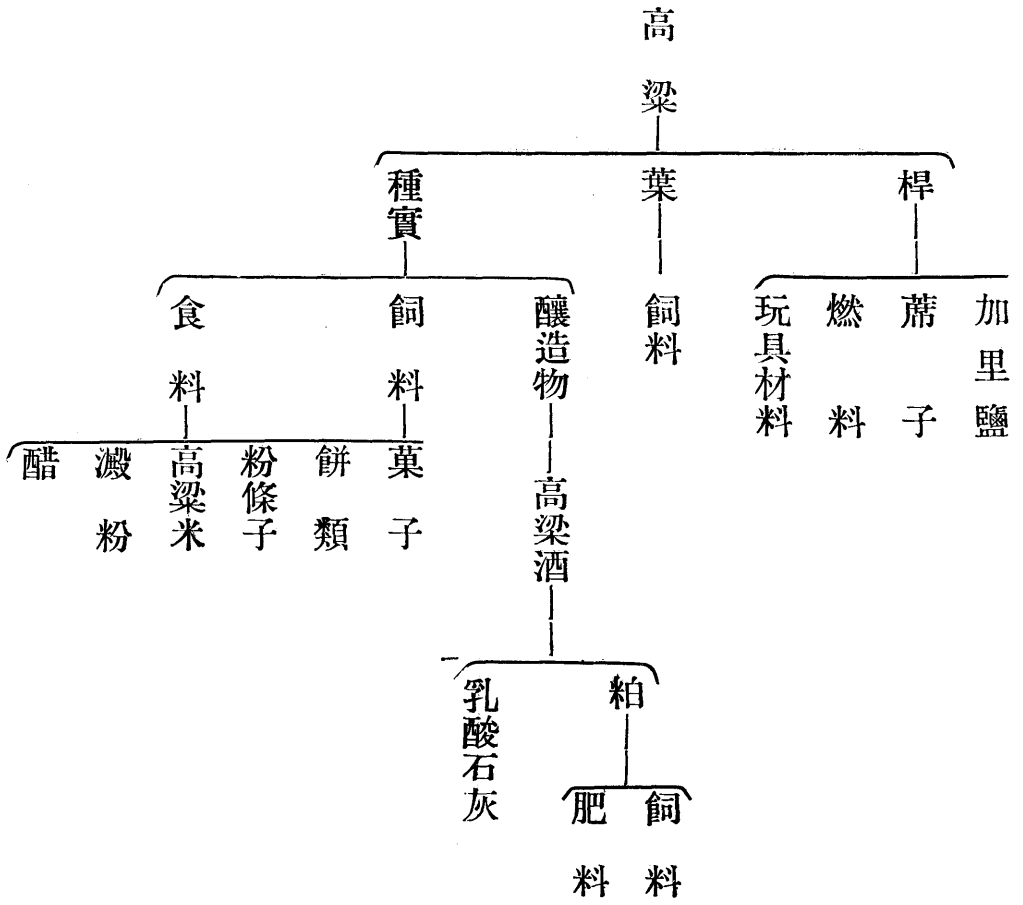 高粱
桿
葉
種實
加里鹽
蓆子
燃料
玩具材料
飼料
釀造物
飼料
食料
菓子
餅類
粉條子
高粱米
澱粉
醋
高梁酒
粕
乳酸石灰
飼料
肥料